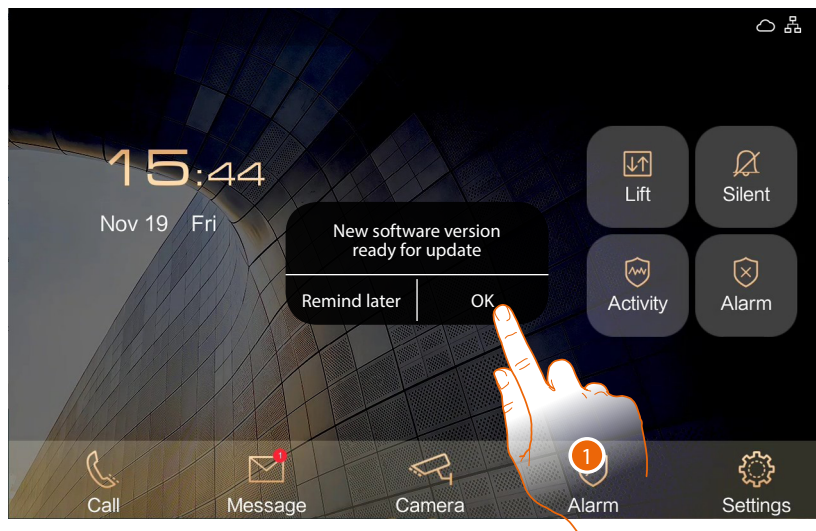 15:44
Nov 19 Fri
New software version
ready for update
Remind later OK
Lift Silent
Activity Alarm
1
1
Call Message Camera Alarm Settings